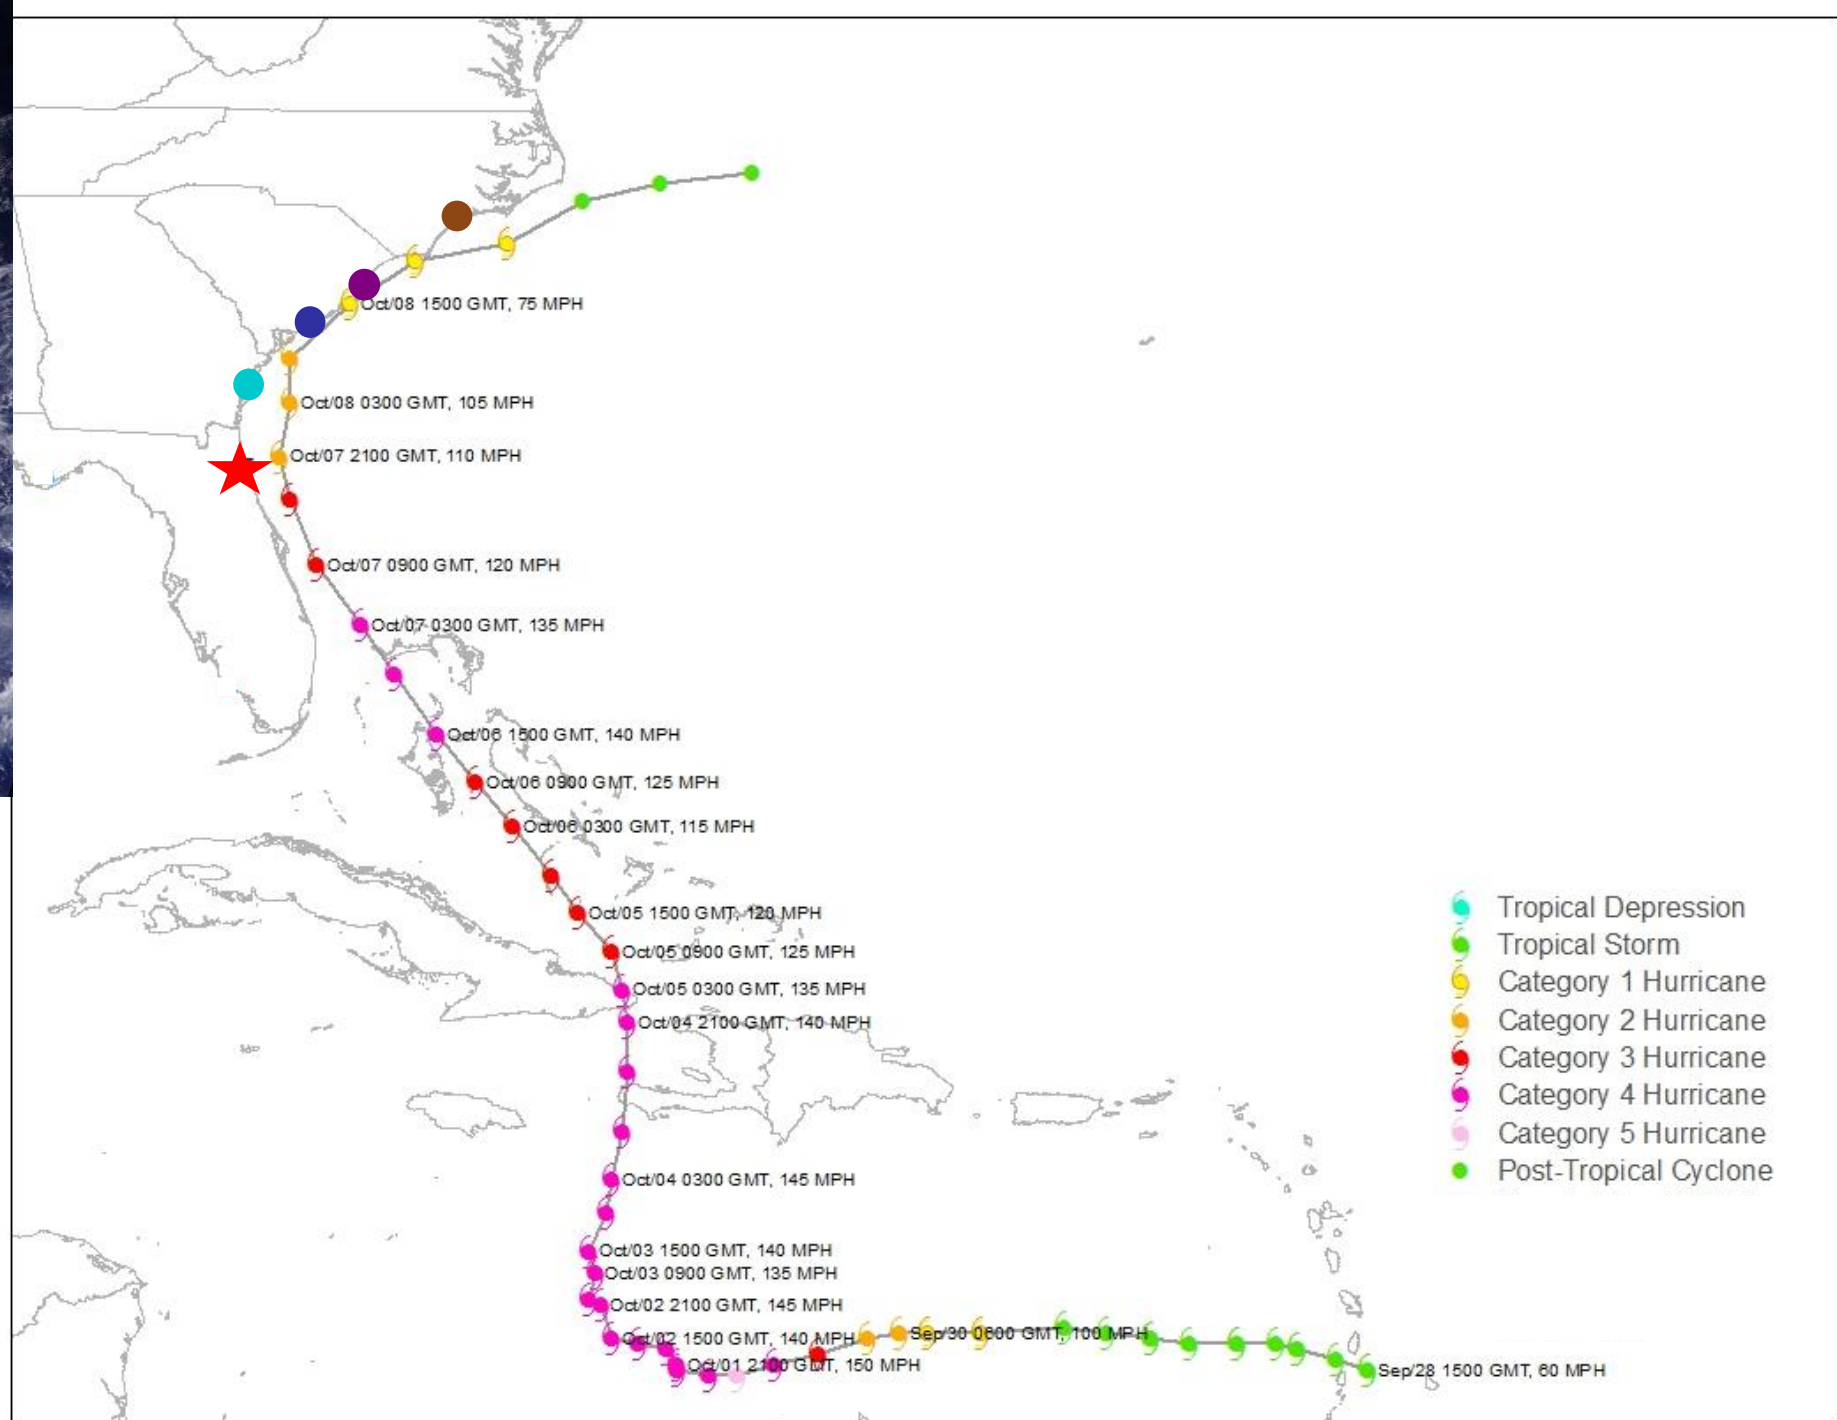 Oct/08 1500 GMT, 75 MPH
Oct/08 0300 GMT, 105 MPH
Oct/07 2100 GMT, 110 MPH
Oct/07 0900 GMT, 120 MPH
Oct/07 0300 GMT, 135 MPH
Oct/06 1500 GMT, 140 MPH
Oct/06 0900 GMT, 125 MPH
Oct/06 0300 GMT, 115 MPH
Oct/05 1500 GMT, 120 MPH
Oct/05 0900 GMT, 125 MPH
Oct/05 0300 GMT, 135 MPH
Oct/04 2100 GMT, 140 MPH
Oct/04 0300 GMT, 145 MPH
Oct/03 1500 GMT, 140 MPH
Oct/03 0900 GMT, 135 MPH
Oct/02 2100 GMT, 145 MPH
Oct/02 1500 GMT, 140 MPH
Sep/30 0600 GMT, 100 MPH
Oct/01 2100 GMT, 150 MPH
Sep/28 1500 GMT, 60 MPH
Tropical Depression
Tropical Storm
Category 1 Hurricane
Category 2 Hurricane
Category 3 Hurricane
Category 4 Hurricane
Category 5 Hurricane
Post-Tropical Cyclone